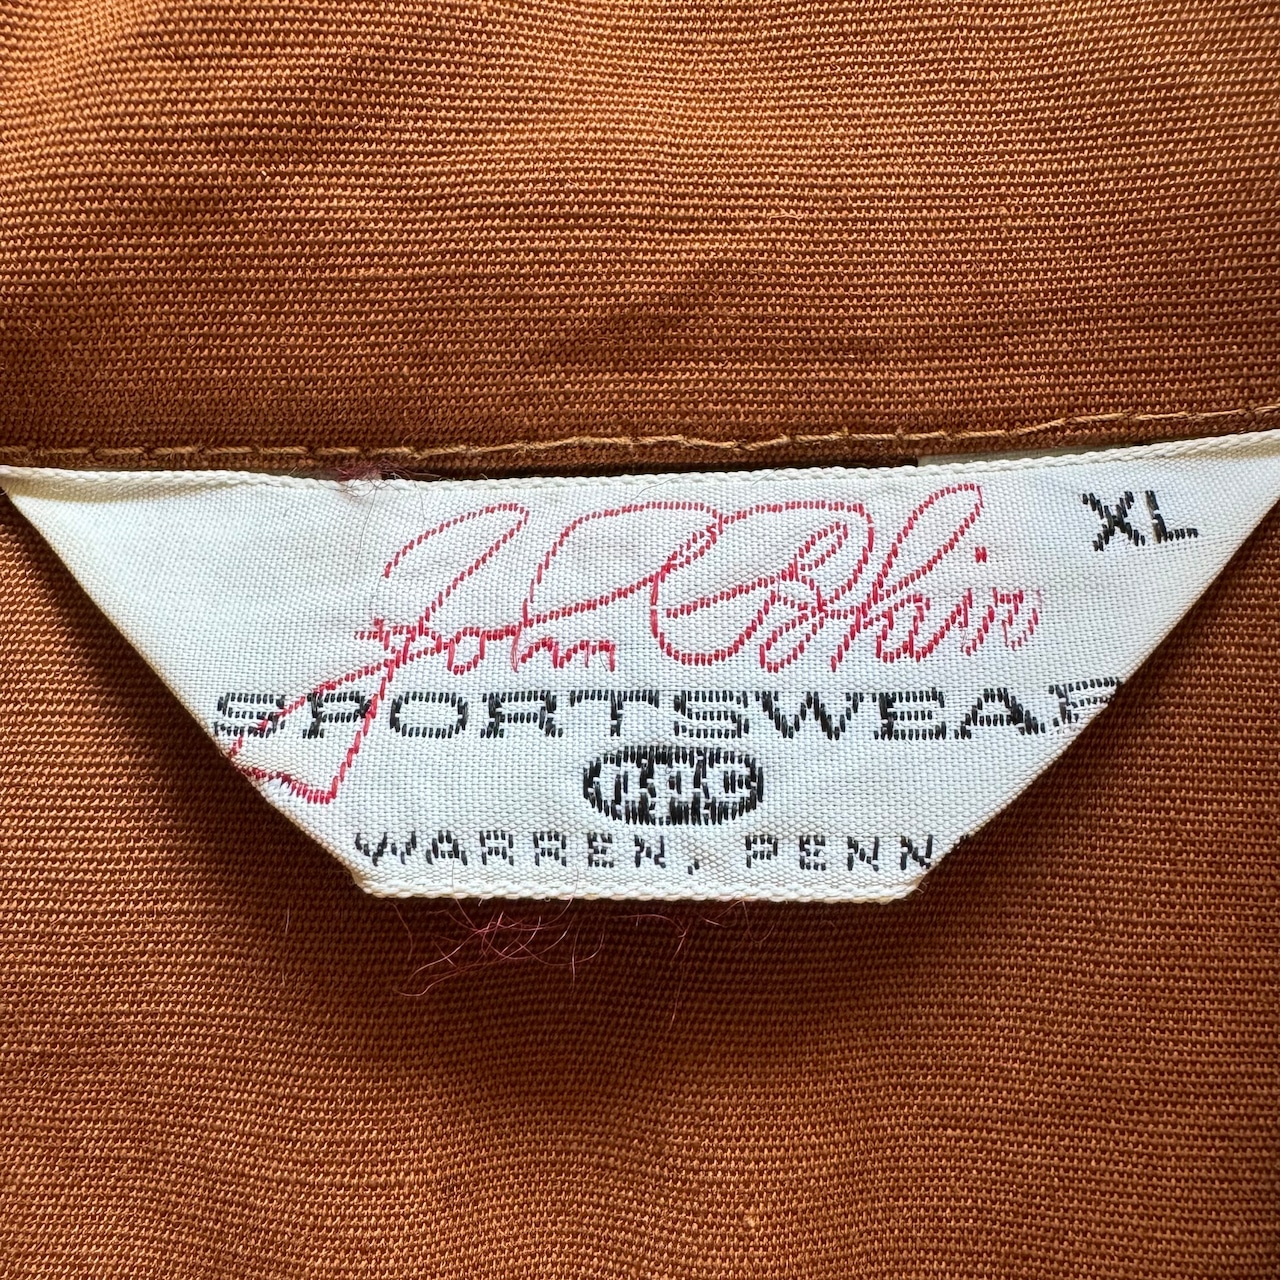 XL
John Blair
SPORTSWEAR
WARREN, PENN